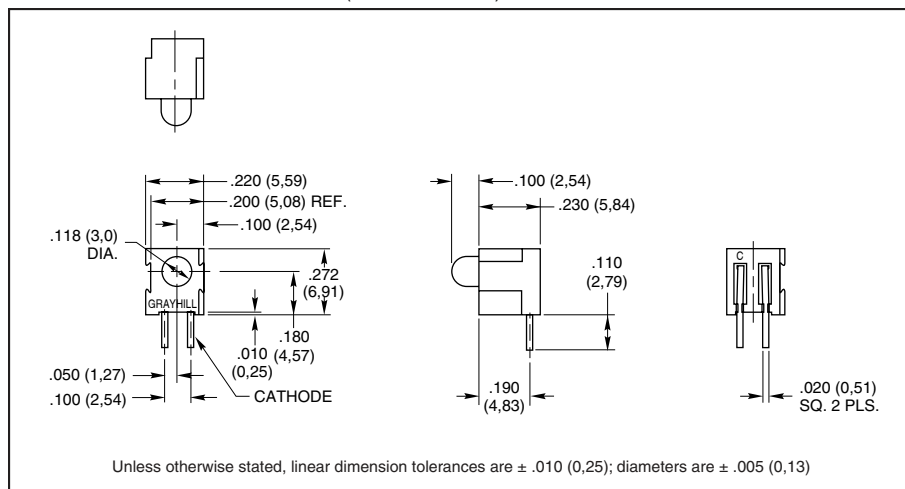 .220 (5,59)
.200 (5,08) REF.
.100 (2,54)
.118 (3,0)
DIA.
GRAYHILL
.272
(6,91)
.180
(4,57)
.010
(0,25)
.050 (1,27)
.100 (2,54)
CATHODE
.100 (2,54)
.230 (5,84)
.110
(2,79)
.190
(4,83)
C
.020 (0,51)
SQ. 2 PLS.
Unless otherwise stated, linear dimension tolerances are ± .010 (0,25); diameters are ± .005 (0,13)